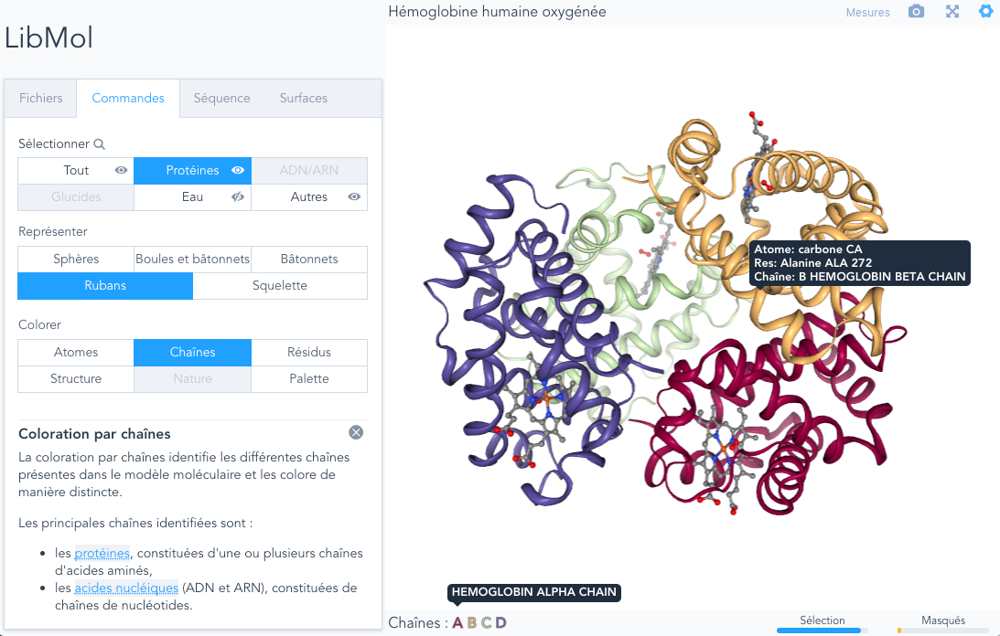 LibMol
Fichiers Commandes Séquence Surfaces
Sélectionner
Tout Protéines ADN/ARN
Glucides Eau Autres
Représenter
Sphères Boules et bâtonnets Bâtonnets
Rubans Squelette
Colorer
Atomes Chaînes Résidus
Structure Nature Palette
Coloration par chaînes
La coloration par chaînes identifie les différentes chaînes
présentes dans le modèle moléculaire et les colore de
manière distincte.
Les principales chaînes identifiées sont :
• les protéines, constituées d'une ou plusieurs chaînes
d'acides aminés,
• les acides nucléiques (ADN et ARN), constituées de
chaînes de nucléotides.
Hémoglobine humaine oxygénée
Mesures
Atome: carbone CA
Res: Alanine ALA 272
Chaîne: B HEMOGLOBIN BETA CHAIN
HEMOGLOBIN ALPHA CHAIN
Chaînes : A B C D
Sélection Masqués